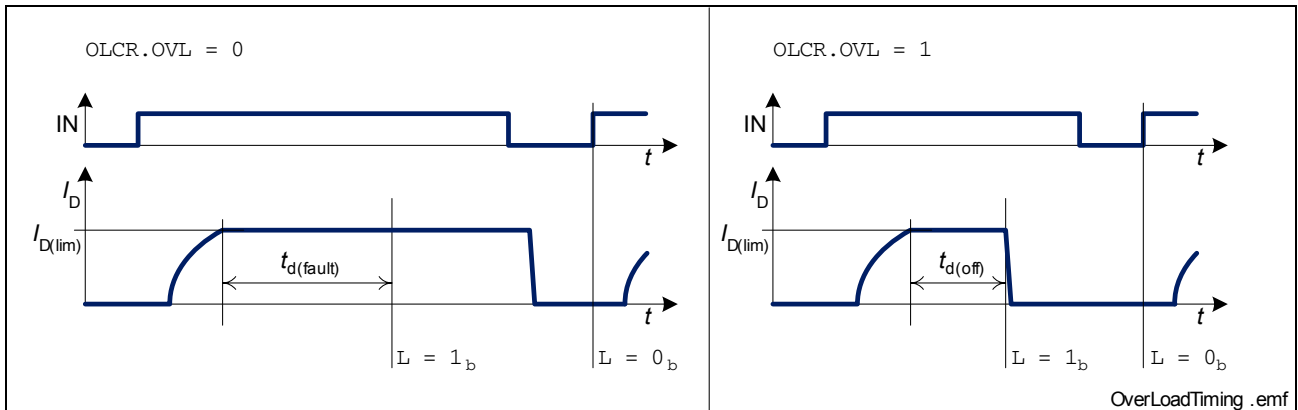 OLCR.OVL = 0
IN
t
I_D
I_D(lim)
t_d(fault)
t
L = 1_b
L = 0_b
OLCR.OVL = 1
IN
t
I_D
I_D(lim)
t_d(off)
t
L = 1_b
L = 0_b
OverLoadTiming .emf